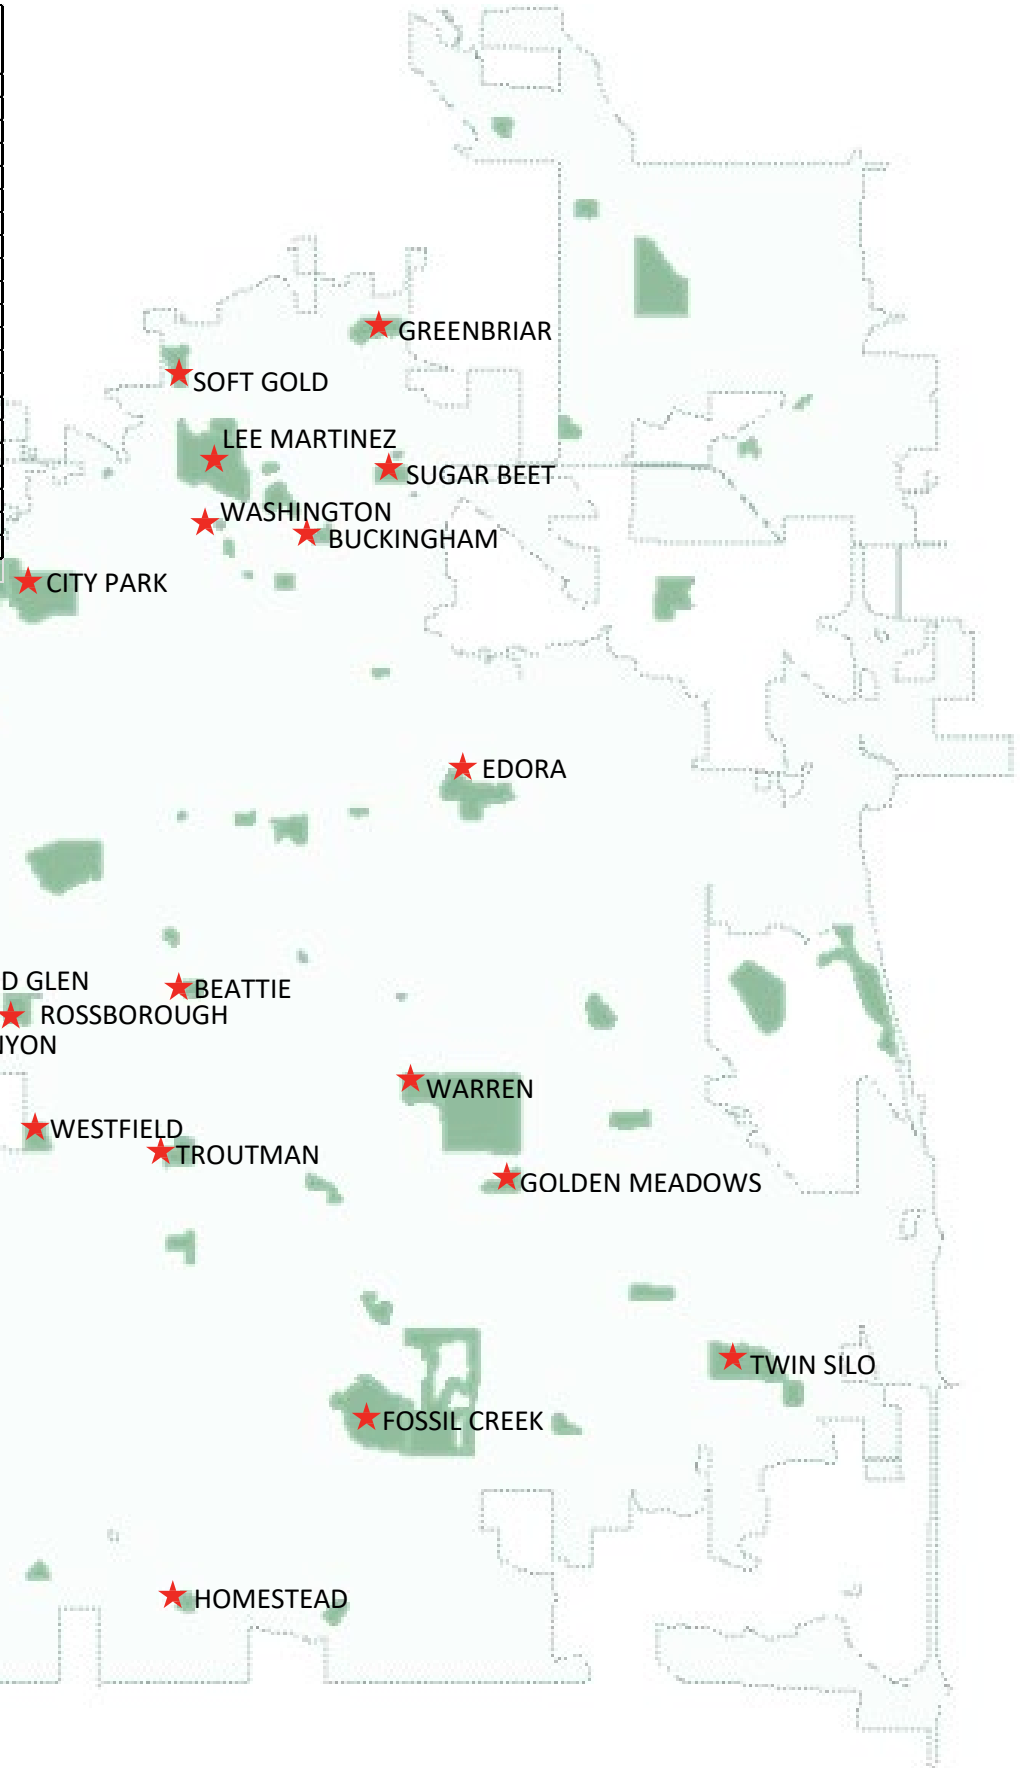 GREENBRIAR
SOFT GOLD
LEE MARTINEZ
SUGAR BEET
WASHINGTON
BUCKINGHAM
CITY PARK
EDORA
D GLEN
BEATTIE
ROSSBOROUGH
NYON
WARREN
WESTFIELD
TROUTMAN
GOLDEN MEADOWS
TWIN SILO
FOSSIL CREEK
HOMESTEAD